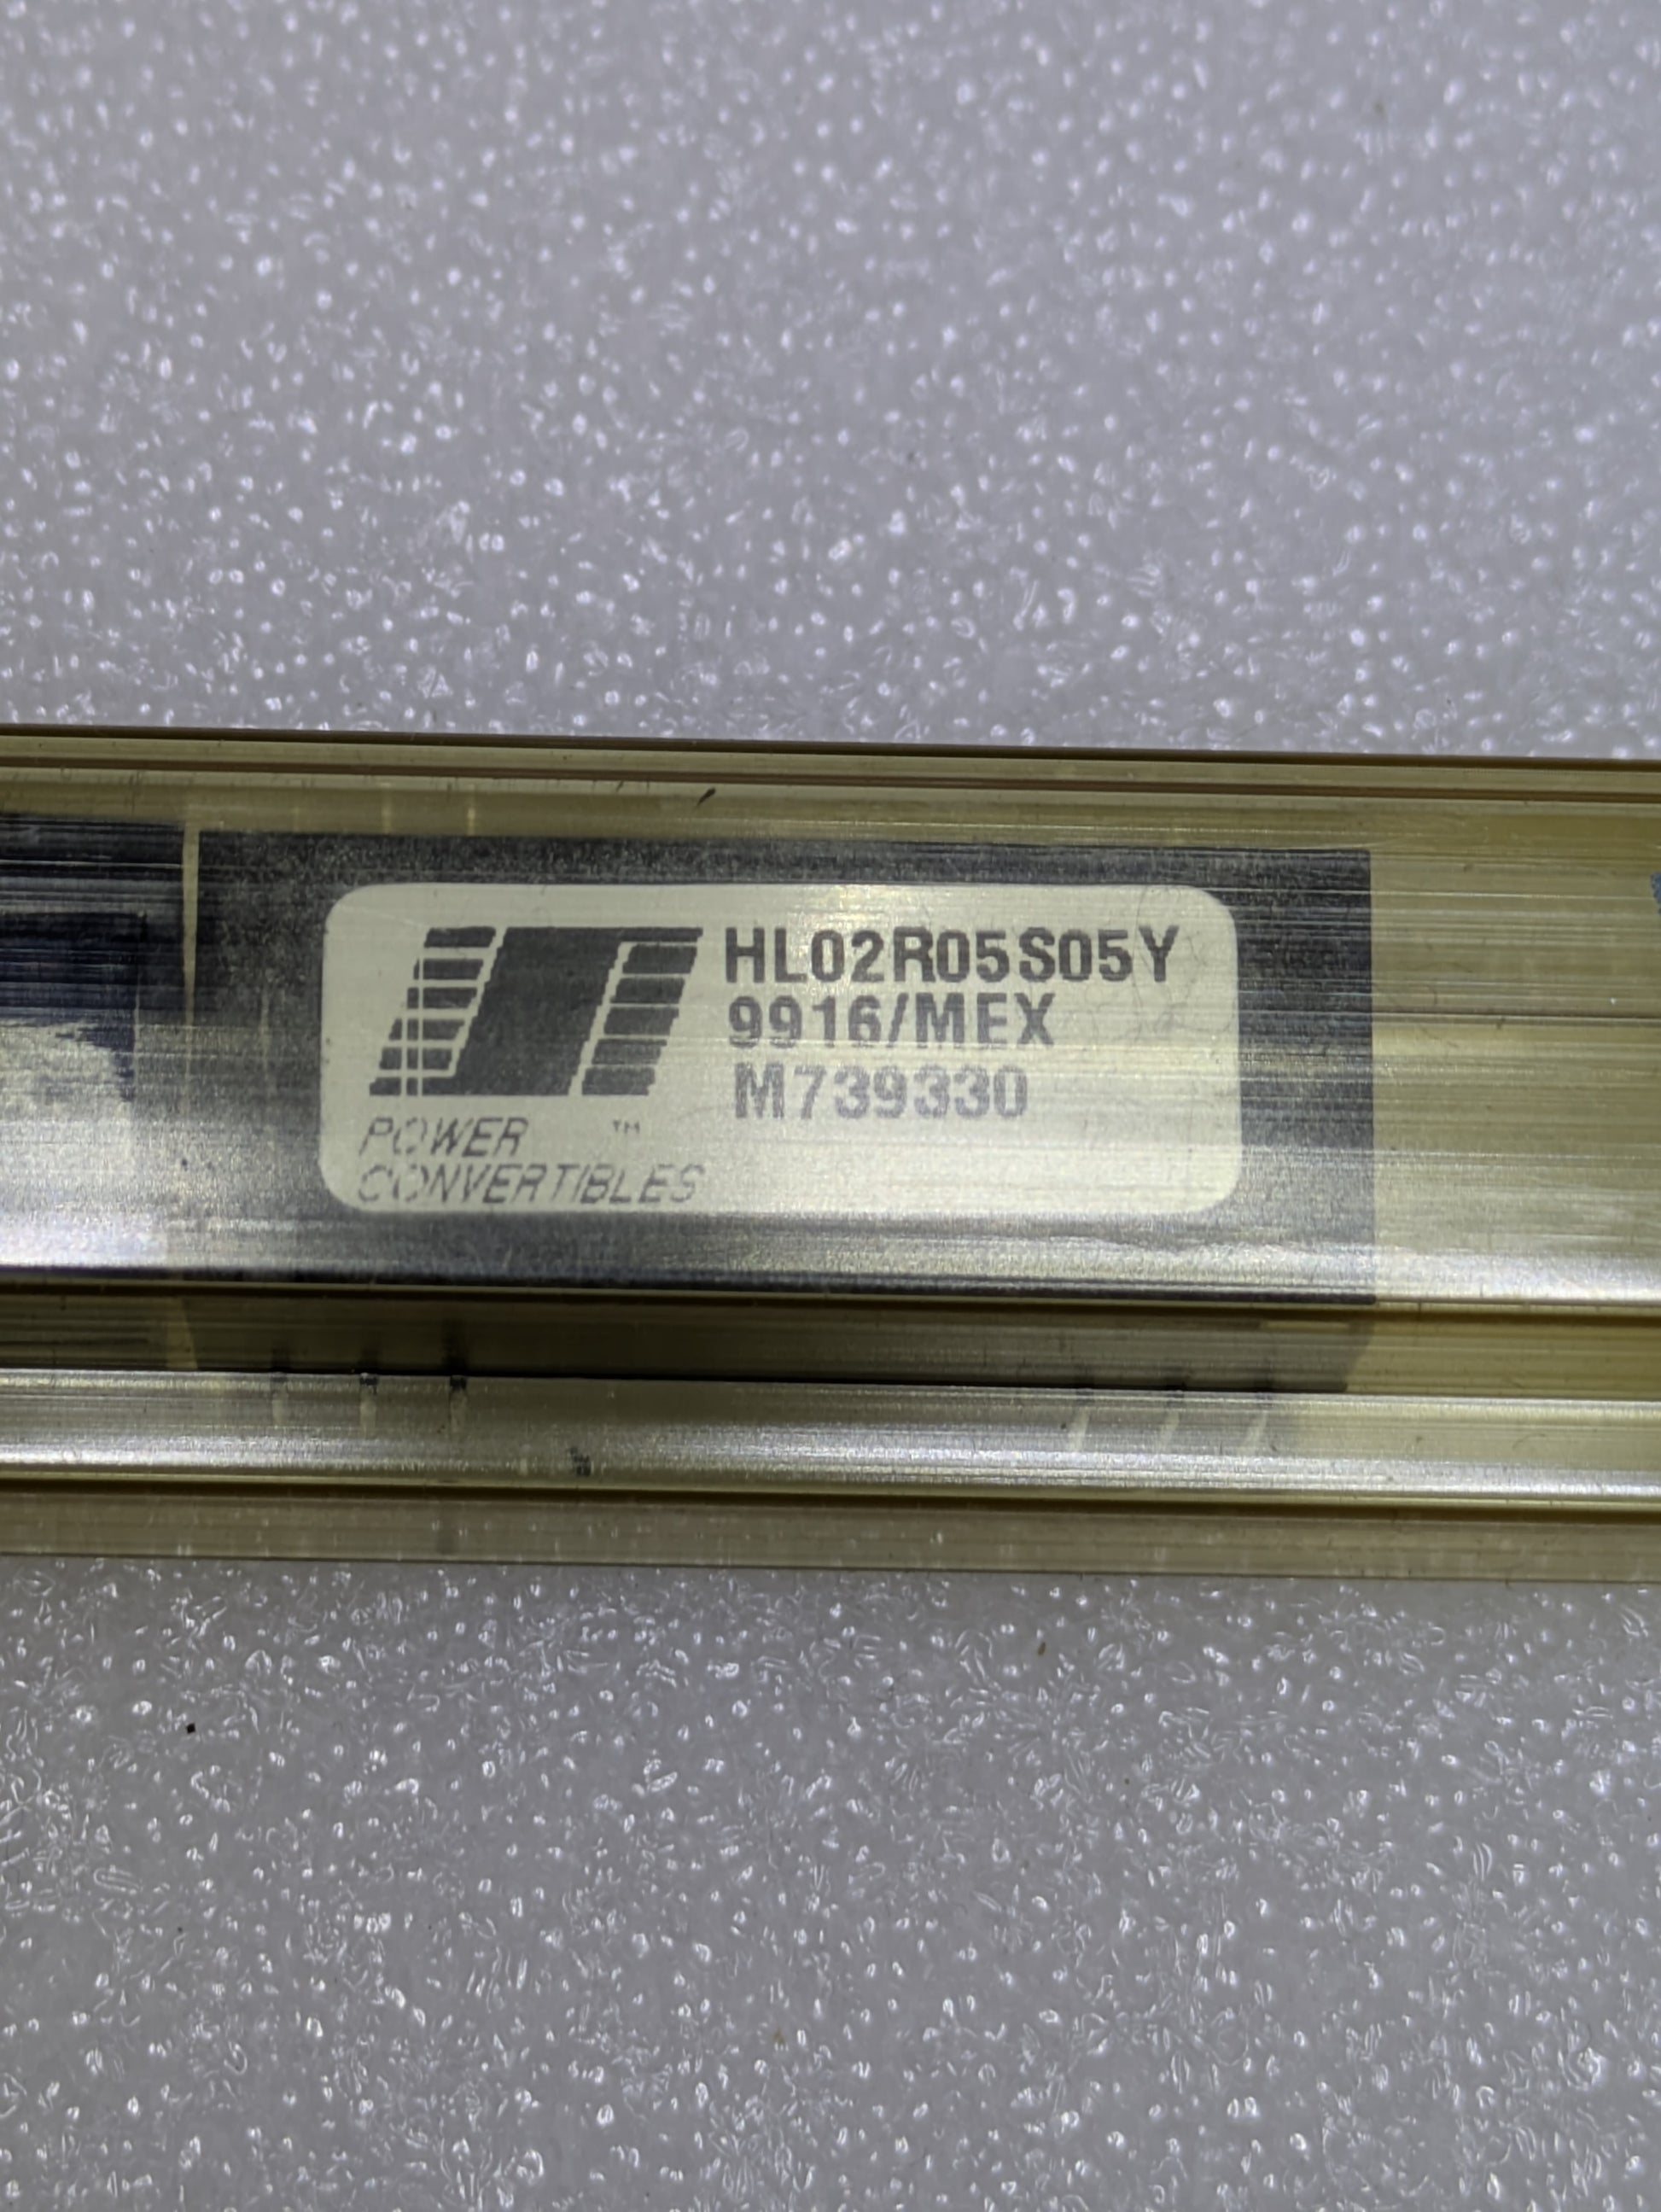 HL02R05S05Y
9916/MEX
M739330
POWER ™
CONVERTIBLES